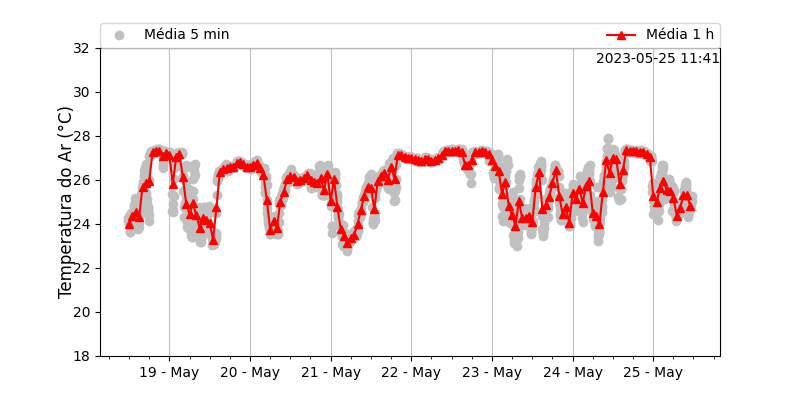 Média 5 min
Média 1 h
2023-05-25 11:41
Temperatura do Ar (°C)
32
30
28
26
24
22
20
18
19 - May
20 - May
21 - May
22 - May
23 - May
24 - May
25 - May